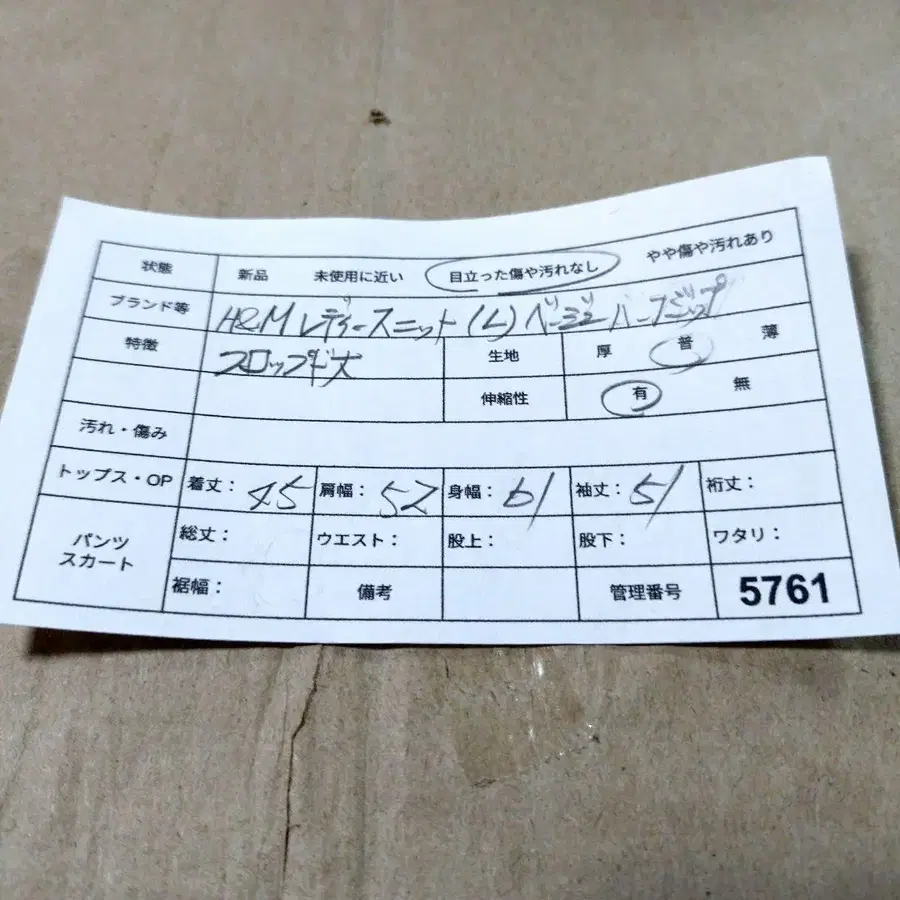 状態 新品 未使用に近い 目立った傷や汚れなし やや傷や汚れあり
ブランド等 H&M レディースニット (L) ベージュ ハーフジップ
特徴 生地 厚 普 薄
伸縮性 有 無
汚れ・傷み
トップス・OP 着丈: 45 肩幅: 52 身幅: 61 袖丈: 51 裄丈:
パンツ スカート 総丈: ウエスト: 股上: 股下: ワタリ:
裾幅: 備考 管理番号 5761